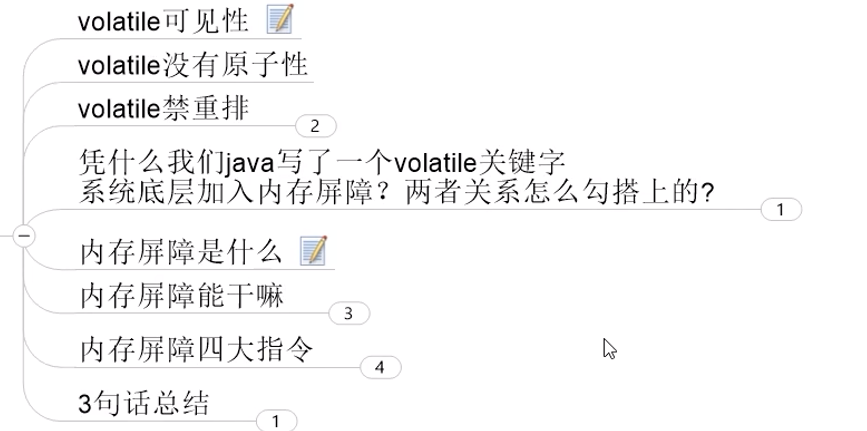 volatile可见性
volatile没有原子性
volatile禁重排
2
凭什么我们java写了一个volatile关键字
系统底层加入内存屏障？两者关系怎么勾搭上的?
1
内存屏障是什么
内存屏障能干嘛
3
内存屏障四大指令
4
3句话总结
1